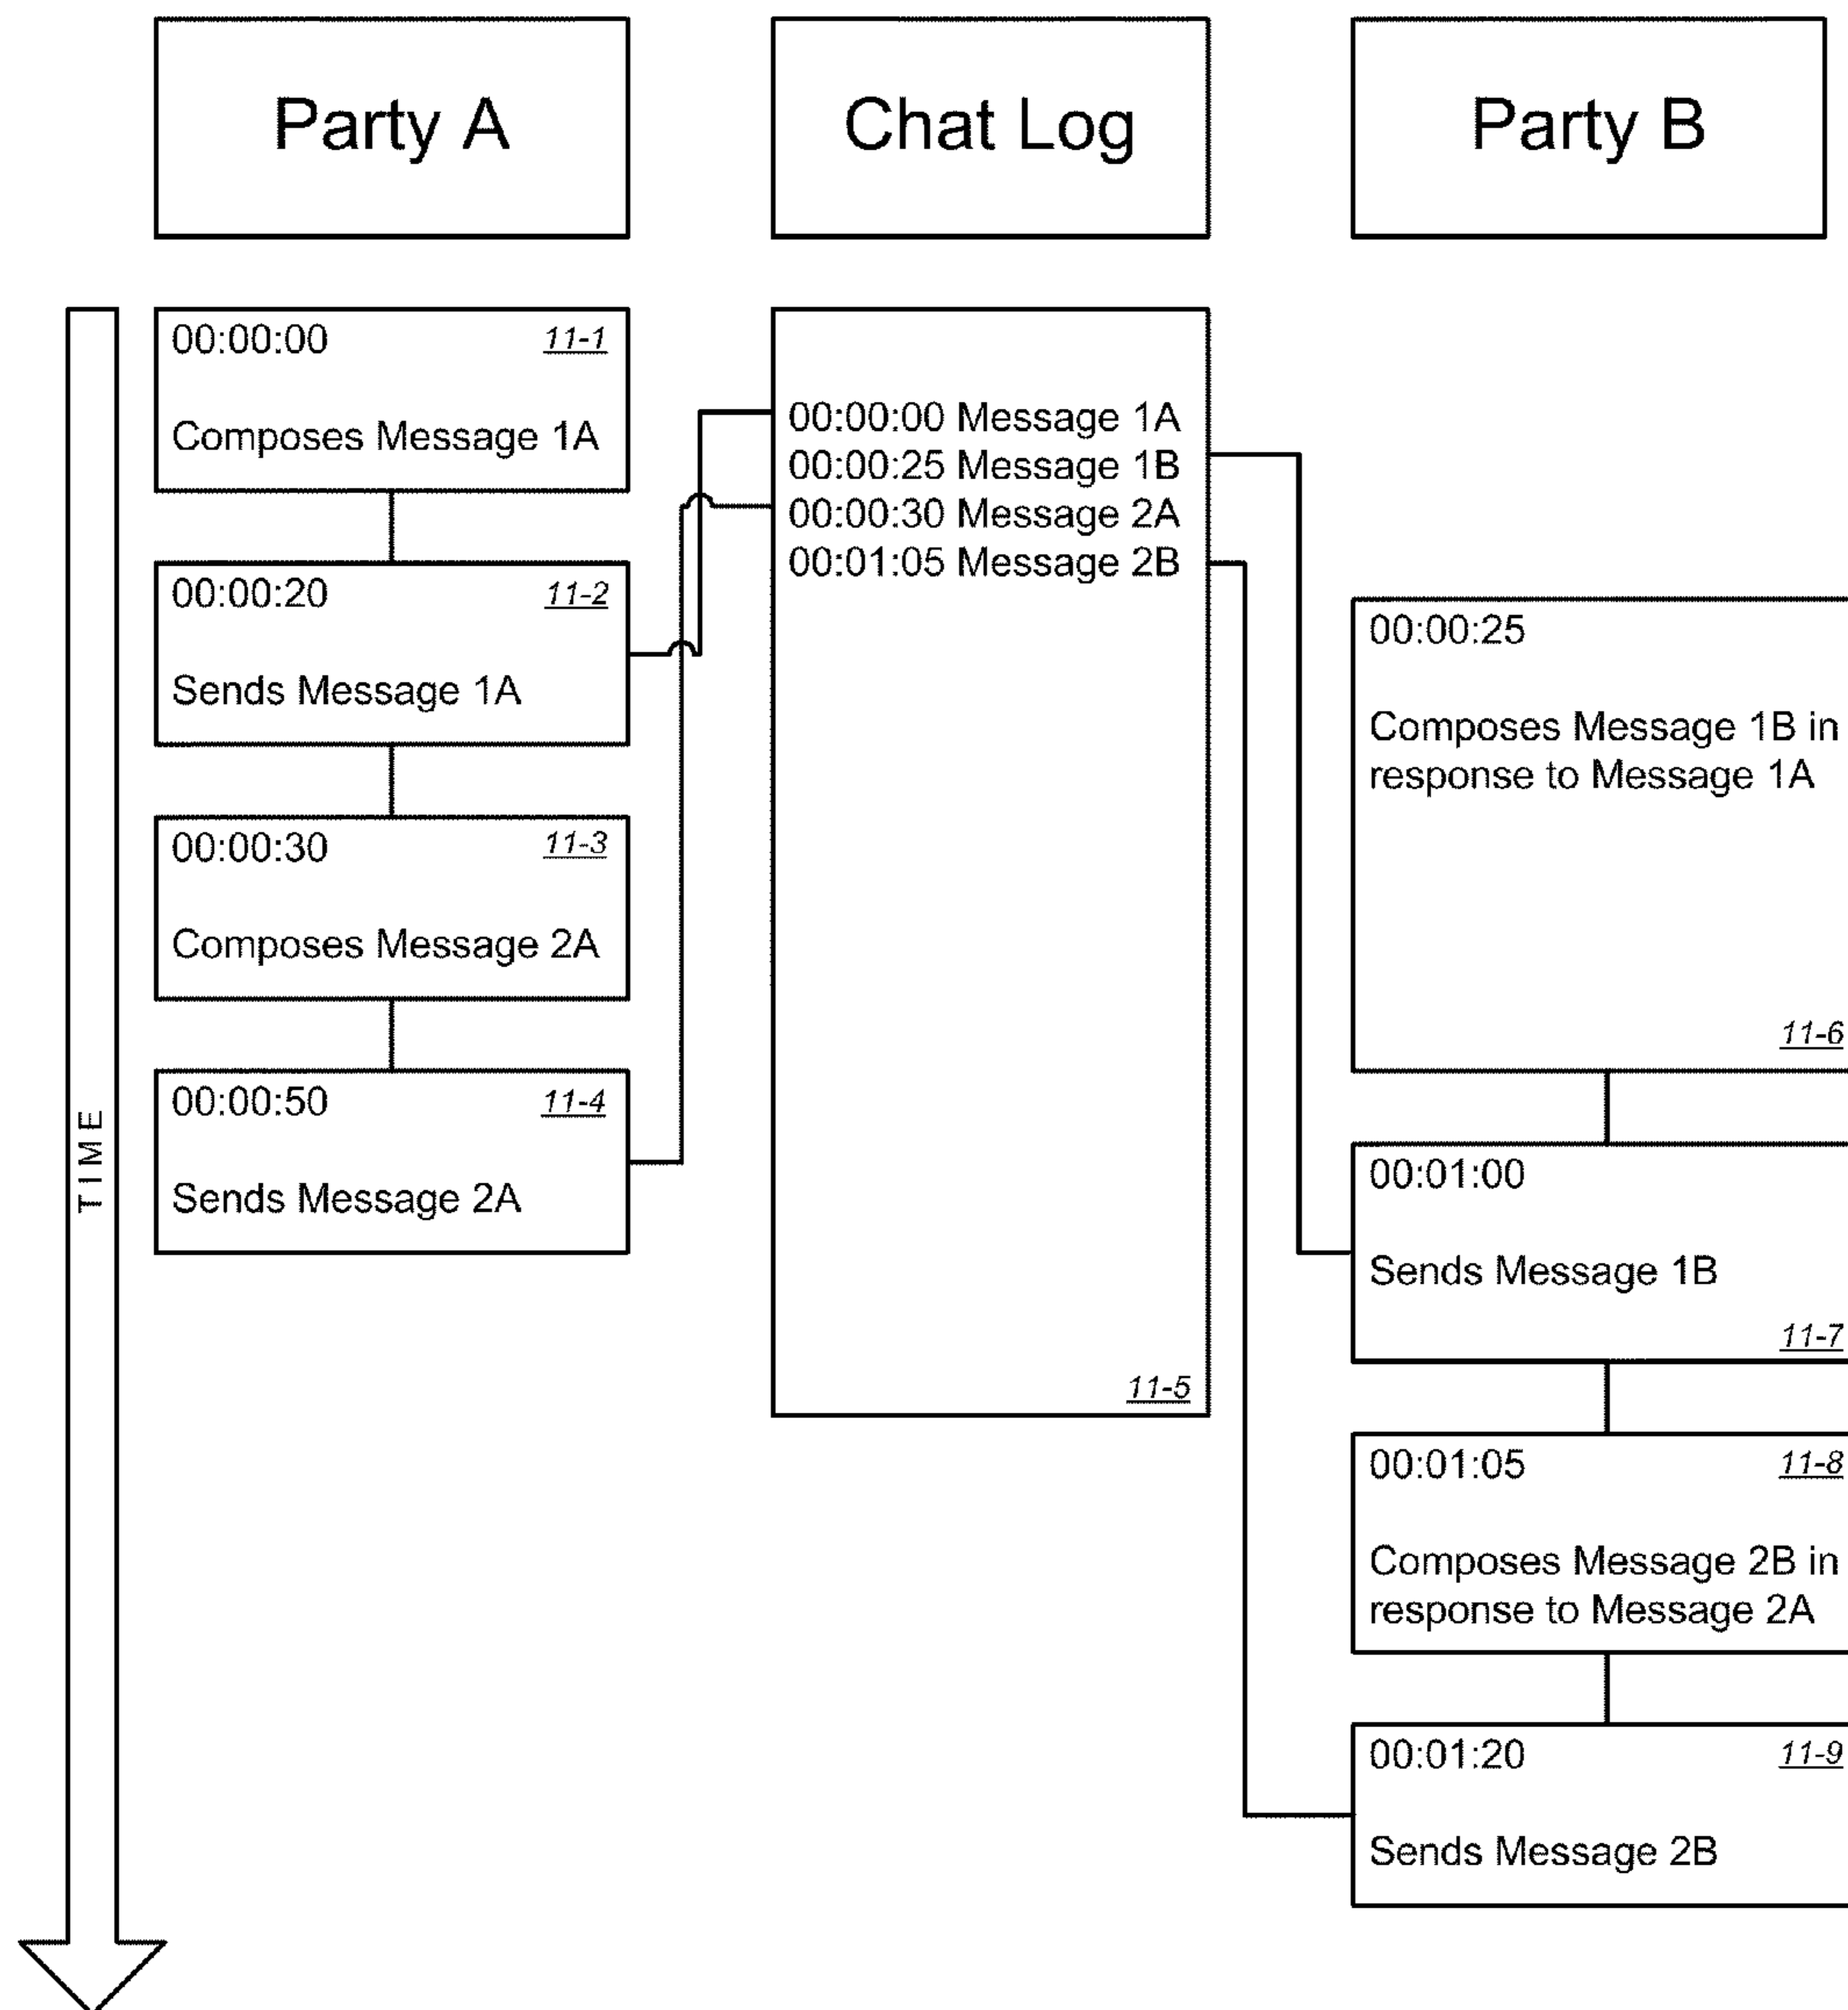 Party A
Chat Log
Party B
TIME
00:00:00 11-1
Composes Message 1A
00:00:20 11-2
Sends Message 1A
00:00:30 11-3
Composes Message 2A
00:00:50 11-4
Sends Message 2A
00:00:00 Message 1A
00:00:25 Message 1B
00:00:30 Message 2A
00:01:05 Message 2B
11-5
00:00:25
Composes Message 1B in
response to Message 1A
11-6
00:01:00
Sends Message 1B
11-7
00:01:05 11-8
Composes Message 2B in
response to Message 2A
00:01:20 11-9
Sends Message 2B